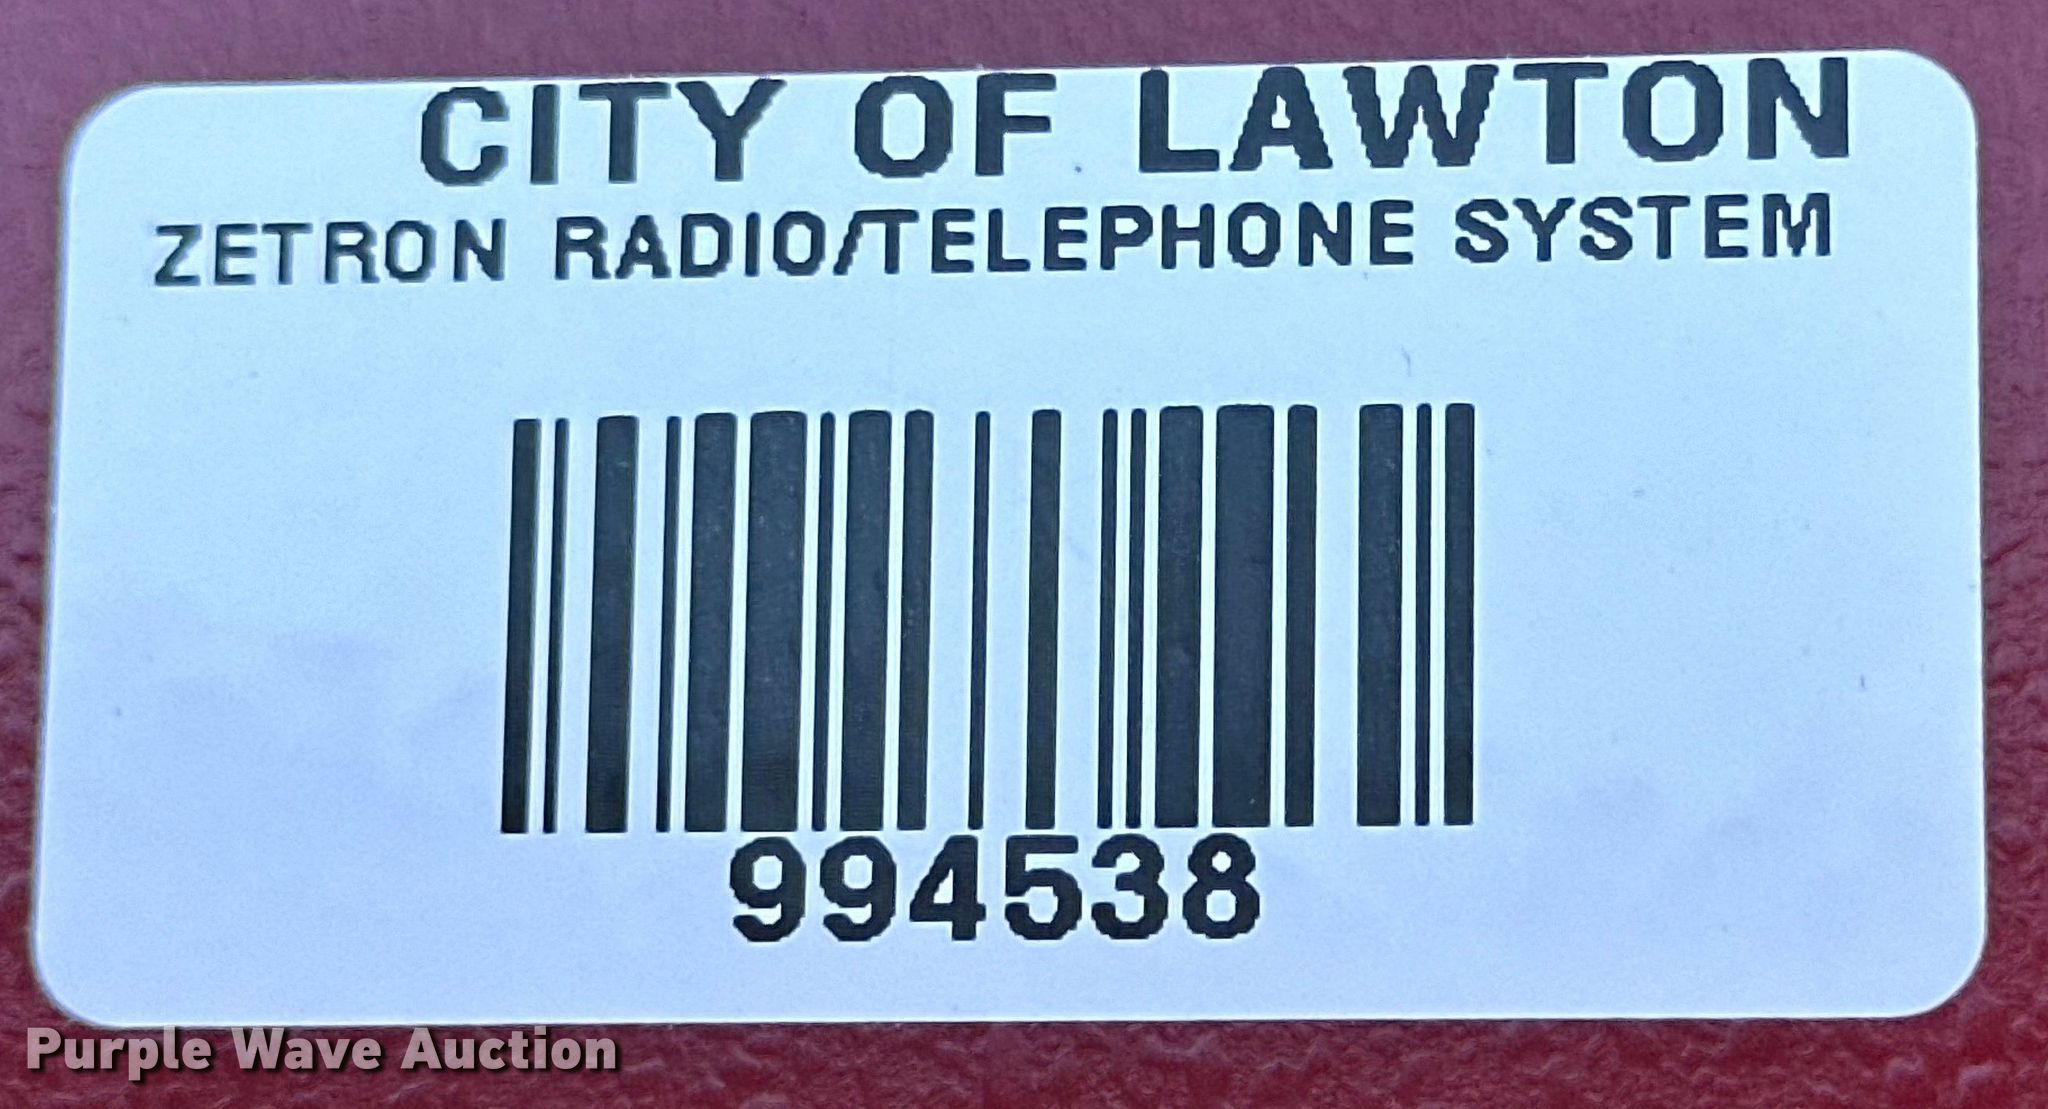 CITY OF LAWTON
ZETRON RADIO/TELEPHONE SYSTEM
994538
Purple Wave Auction